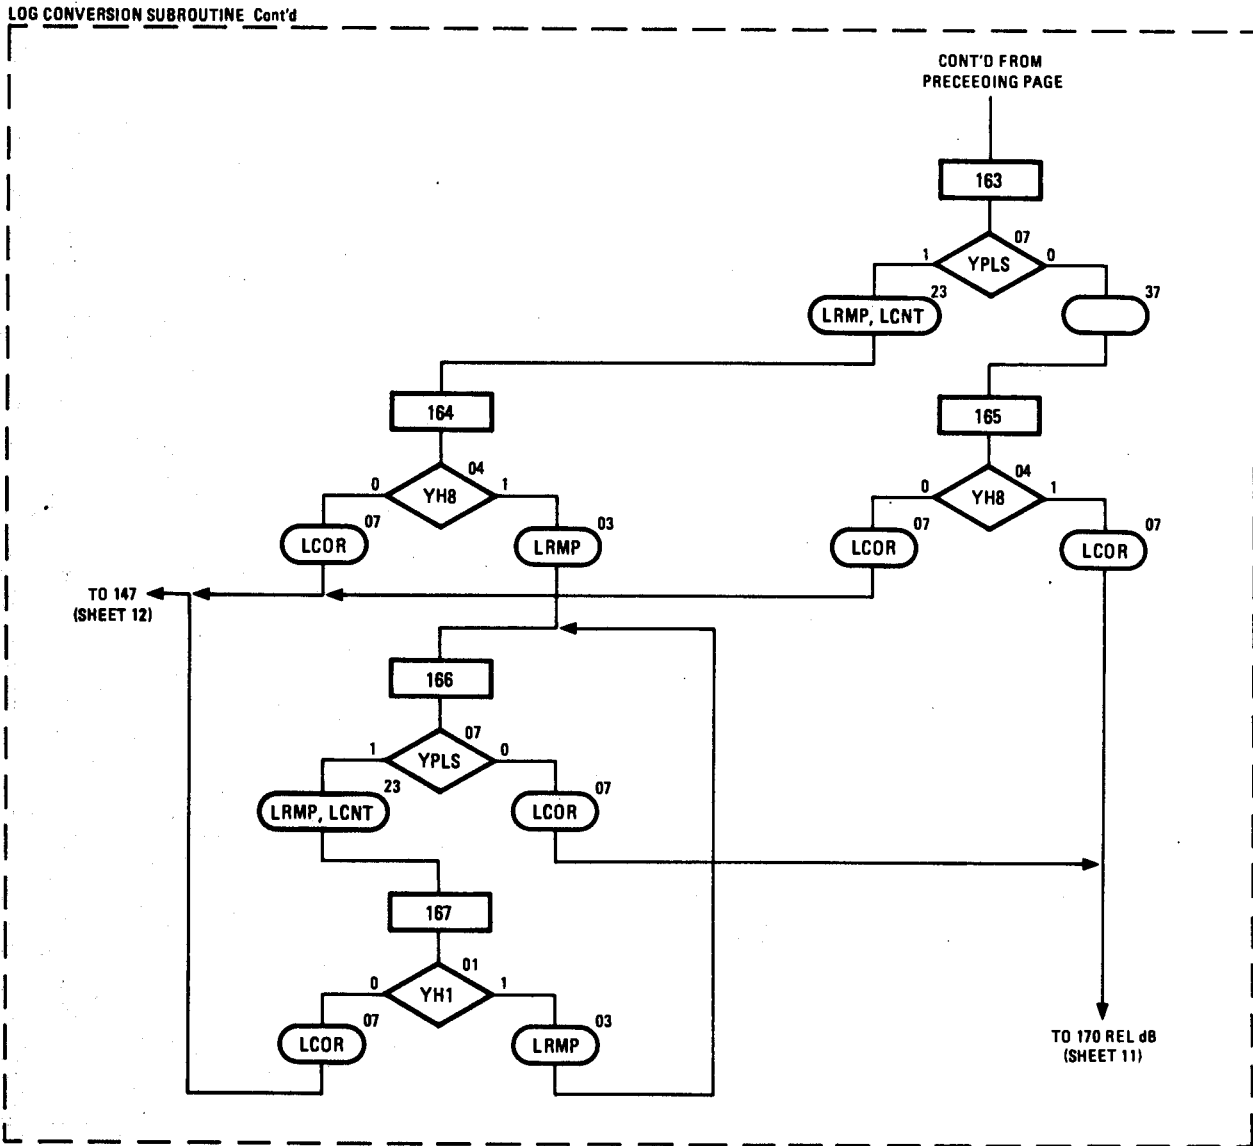 LOG CONVERSION SUBROUTINE Cont'd
CONT'D FROM
PRECEEDING PAGE
163
07
1
YPLS
0
23
LRMP, LCNT
37
164
165
04
0
YH8
1
04
0
YH8
1
07
LCOR
03
LRMP
07
LCOR
07
LCOR
TO 147
(SHEET 12)
166
07
1
YPLS
0
23
LRMP, LCNT
07
LCOR
167
01
0
YH1
1
07
LCOR
03
LRMP
TO 170 REL dB
(SHEET 11)